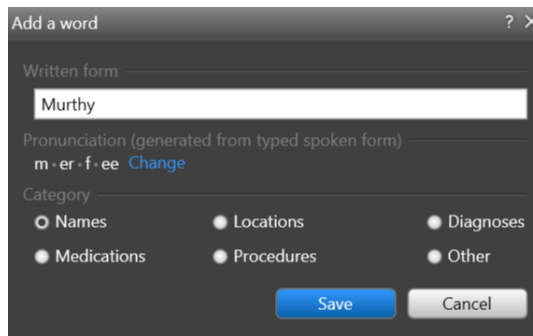 Add a word ? ×
Written form
Murthy
Pronunciation (generated from typed spoken form)
m • er • f • ee Change
Category
Names Locations Diagnoses
Medications Procedures Other
Save Cancel